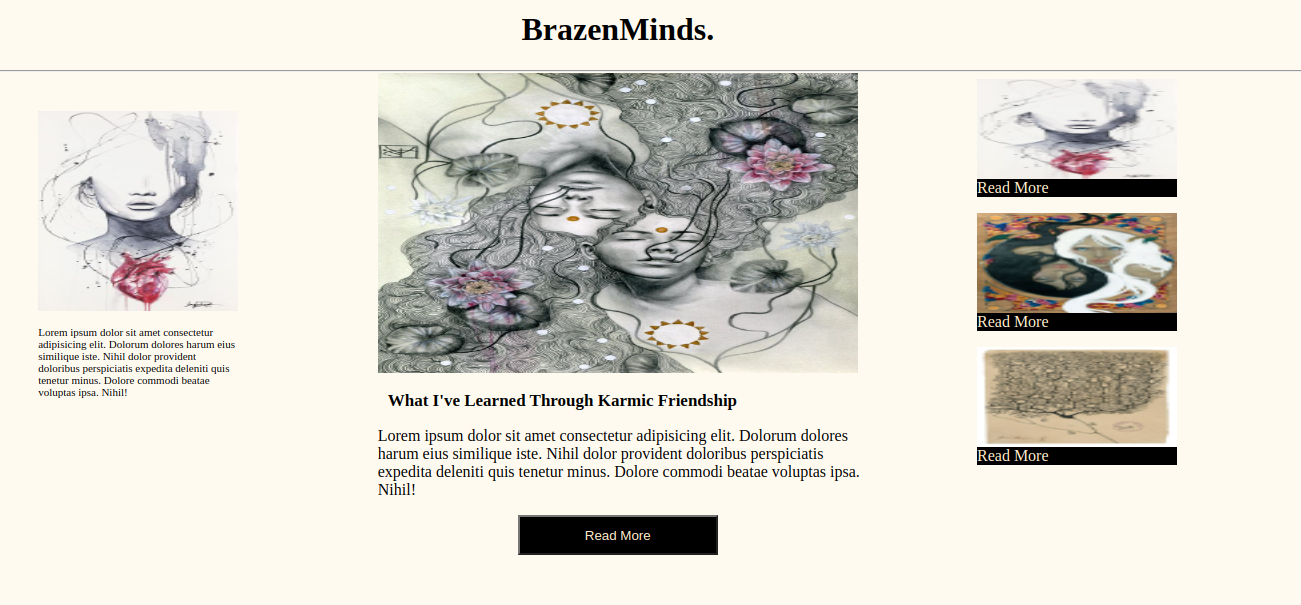 BrazenMinds.
Lorem ipsum dolor sit amet consectetur
adipisicing elit. Dolorum dolores harum eius
similique iste. Nihil dolor provident
doloribus perspiciatis expedita deleniti quis
tenetur minus. Dolore commodi beatae
voluptas ipsa. Nihil!
What I've Learned Through Karmic Friendship
Lorem ipsum dolor sit amet consectetur adipisicing elit. Dolorum dolores
harum eius similique iste. Nihil dolor provident doloribus perspiciatis
expedita deleniti quis tenetur minus. Dolore commodi beatae voluptas ipsa.
Nihil!
Read More
Read More
Read More
Read More